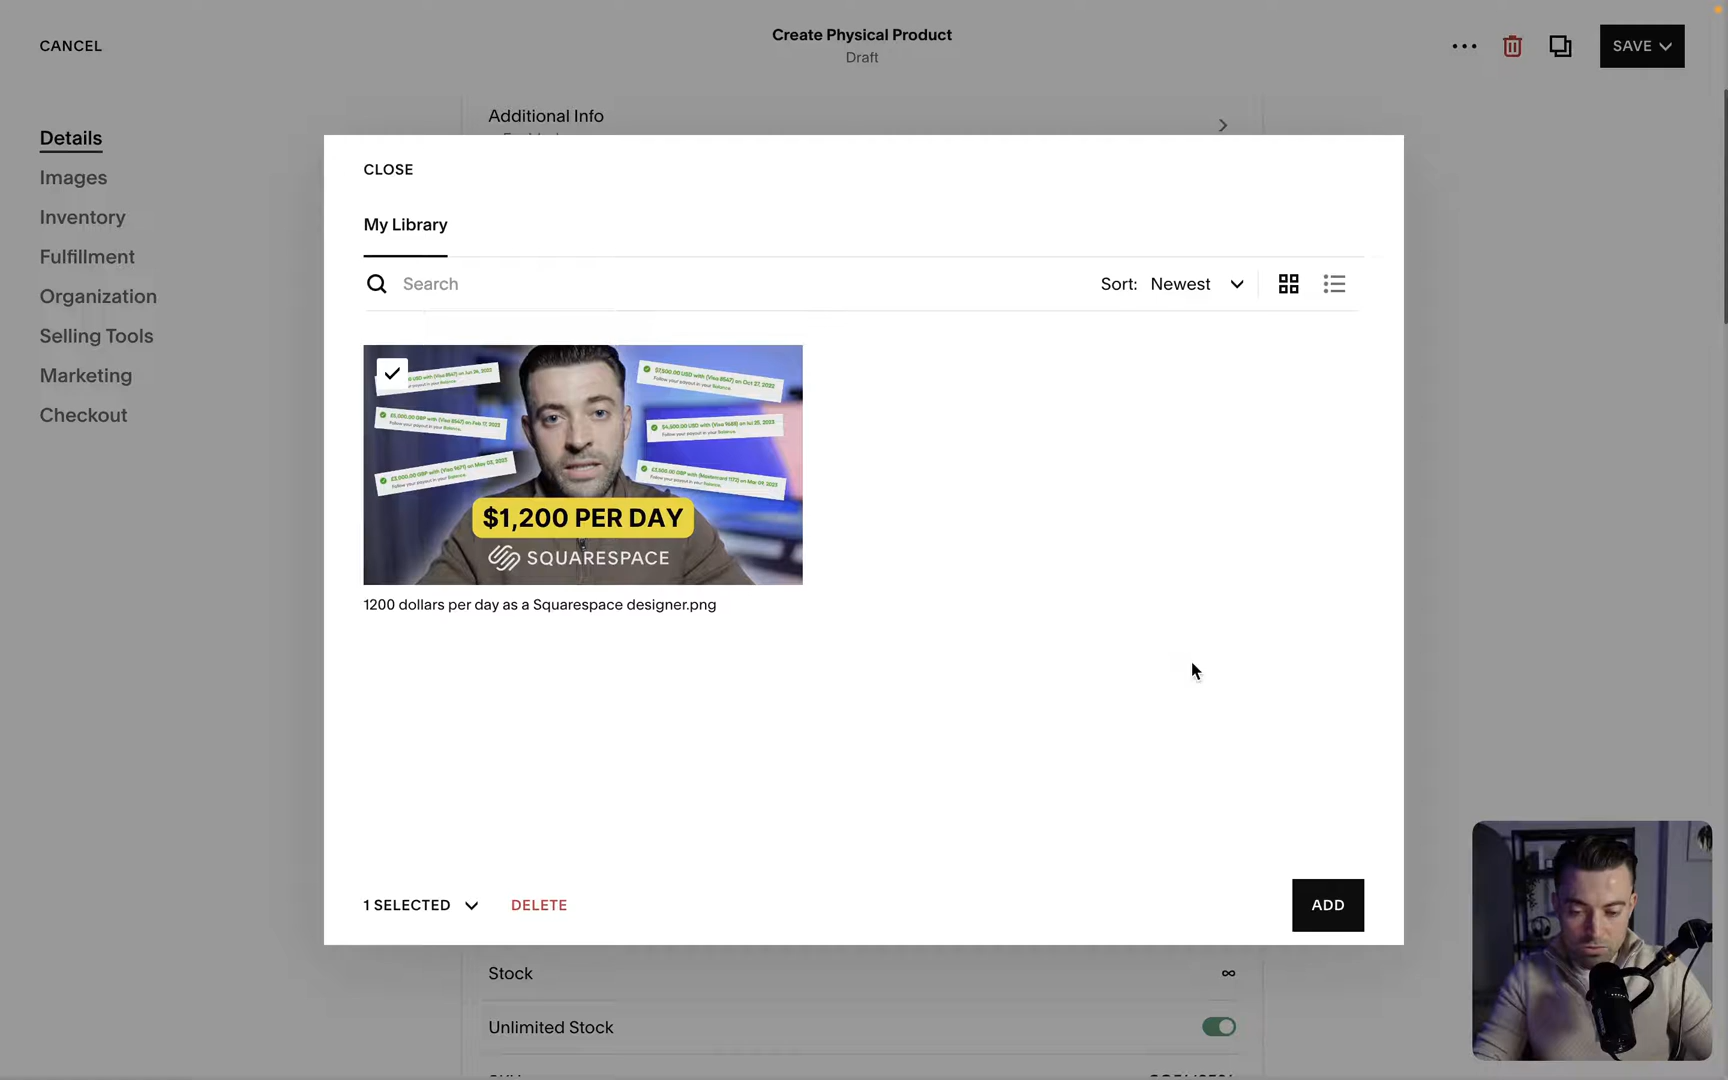 CANCEL
Create Physical Product
Draft
SAVE
Details
Images
Inventory
Fulfillment
Organization
Selling Tools
Marketing
Checkout
Additional Info
CLOSE
My Library
Search
Sort: Newest
$1,200 PER DAY
SQUARESPACE
1200 dollars per day as a Squarespace designer.png
1 SELECTED
DELETE
ADD
Stock
∞
Unlimited Stock